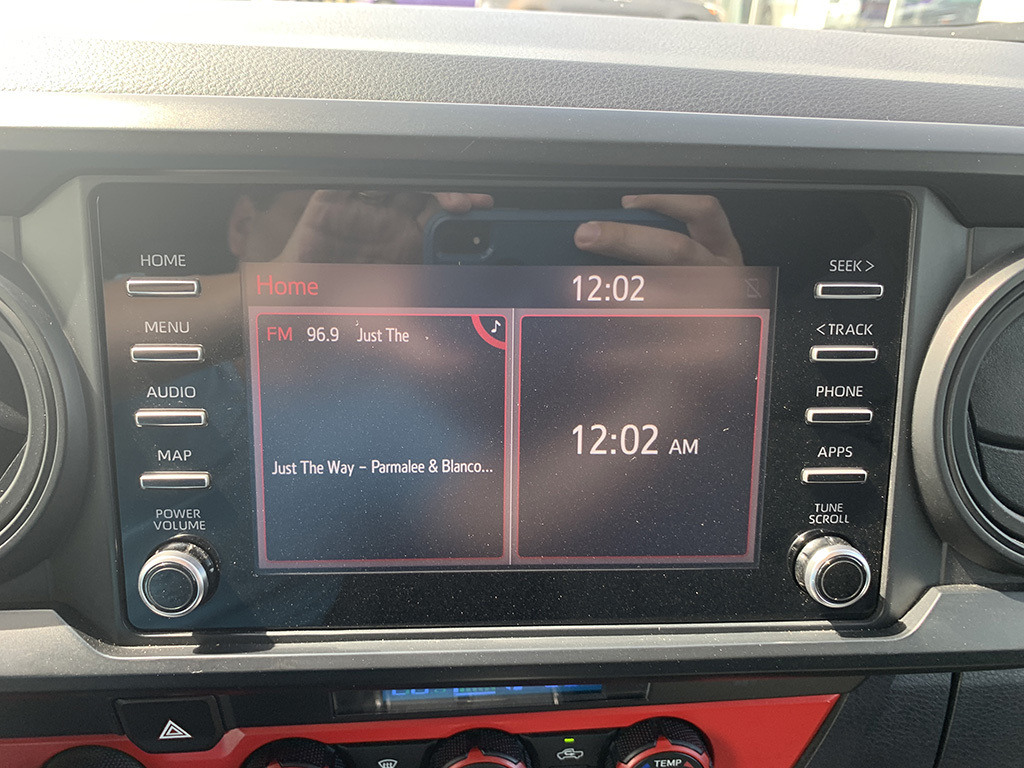 HOME
MENU
AUDIO
MAP
POWER
VOLUME
Home 12:02
FM 96.9 Just The
Just The Way – Parmalee & Blanco...
12:02 AM
SEEK >
< TRACK
PHONE
APPS
TUNE
SCROLL
TEMP